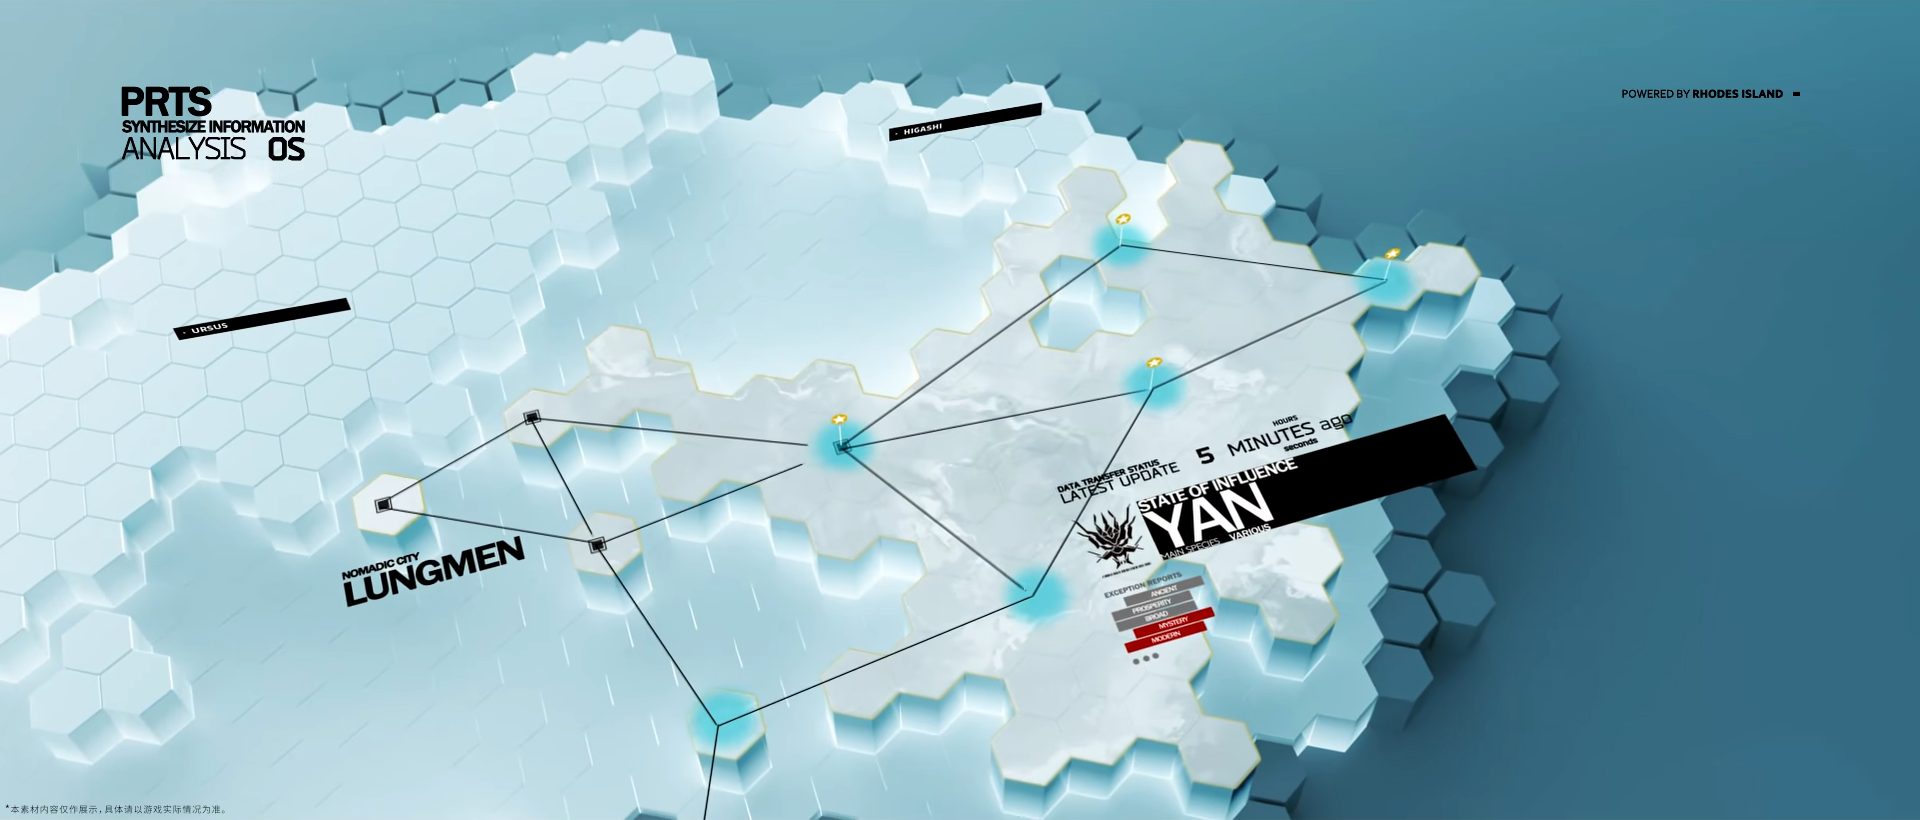 PRTS
SYNTHESIZE INFORMATION
ANALYSIS OS
POWERED BY RHODES ISLAND
- HIGASHI
- URSUS
NOMADIC CITY
LUNGMEN
DATA TRANSFER STATUS
LATEST UPDATE
HOURS
5 MINUTES ago
seconds
STATE OF INFLUENCE
YAN
MAIN SPECIES VARIOUS
EXCEPTION REPORTS
ANCIENT
PROSPERITY
BROAD
MYSTERY
MODERN
*本素材内容仅作展示，具体请以游戏实际情况为准。